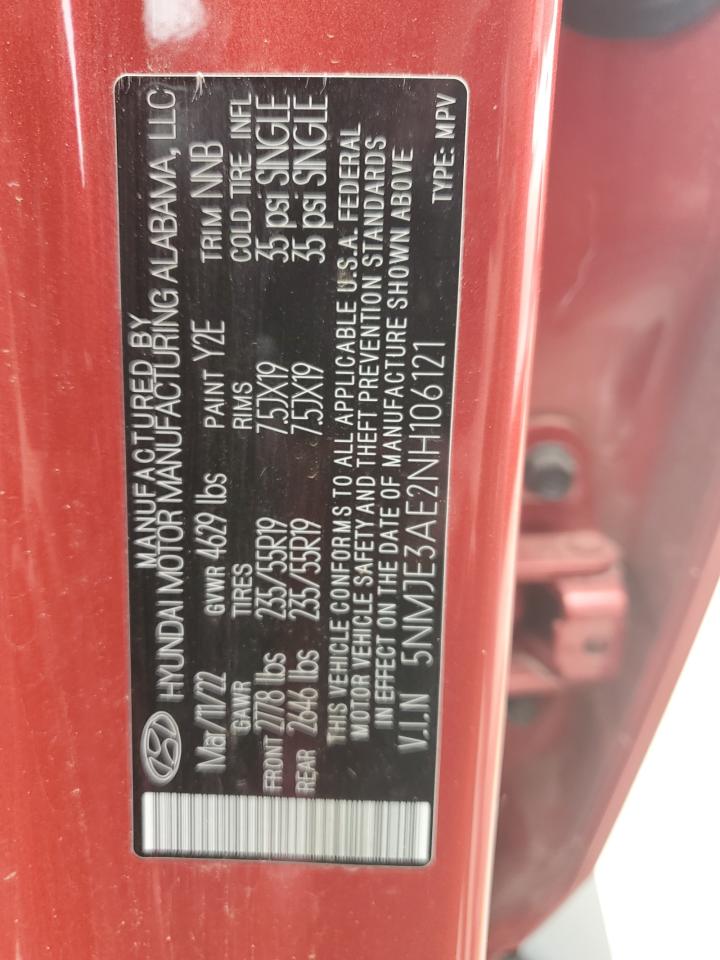 MANUFACTURED BY
HYUNDAI MOTOR MANUFACTURING ALABAMA, LLC
Mar/11/22 GVWR 4629 lbs PAINT Y2E TRIM NNB
GAWR TIRES RIMS COLD TIRE INFL
FRONT 2778 lbs 235/55R19 7.5JX19 35 psi SINGLE
REAR 2646 lbs 235/55R19 7.5JX19 35 psi SINGLE
THIS VEHICLE CONFORMS TO ALL APPLICABLE U.S.A. FEDERAL
MOTOR VEHICLE SAFETY AND THEFT PREVENTION STANDARDS
IN EFFECT ON THE DATE OF MANUFACTURE SHOWN ABOVE
V.I.N 5NMJE3AE2NH106121
TYPE: MPV